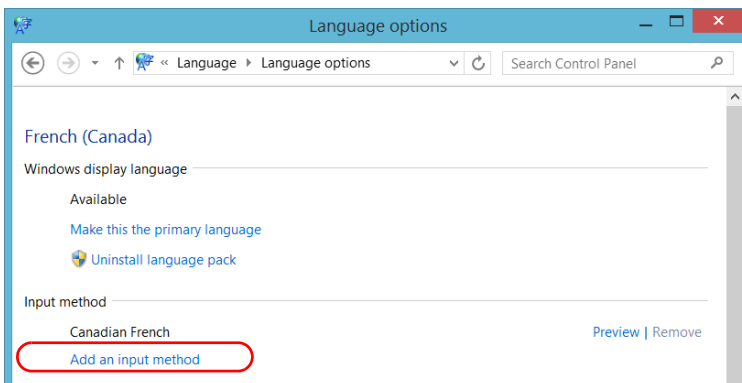 Language options
« Language Language options Search Control Panel
French (Canada)
Windows display language
Available
Make this the primary language
Uninstall language pack
Input method
Canadian French Preview | Remove
Add an input method